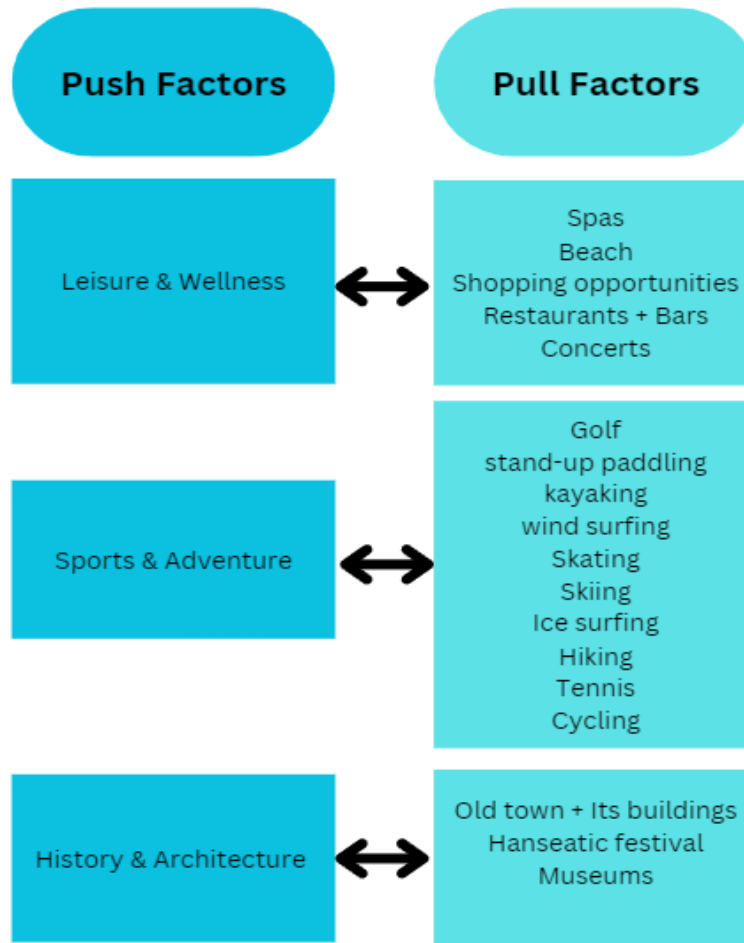 Push Factors
Pull Factors
Leisure & Wellness
Spas
Beach
Shopping opportunities
Restaurants + Bars
Concerts
Sports & Adventure
Golf
stand-up paddling
kayaking
wind surfing
Skating
Skiing
Ice surfing
Hiking
Tennis
Cycling
History & Architecture
Old town + Its buildings
Hanseatic festival
Museums